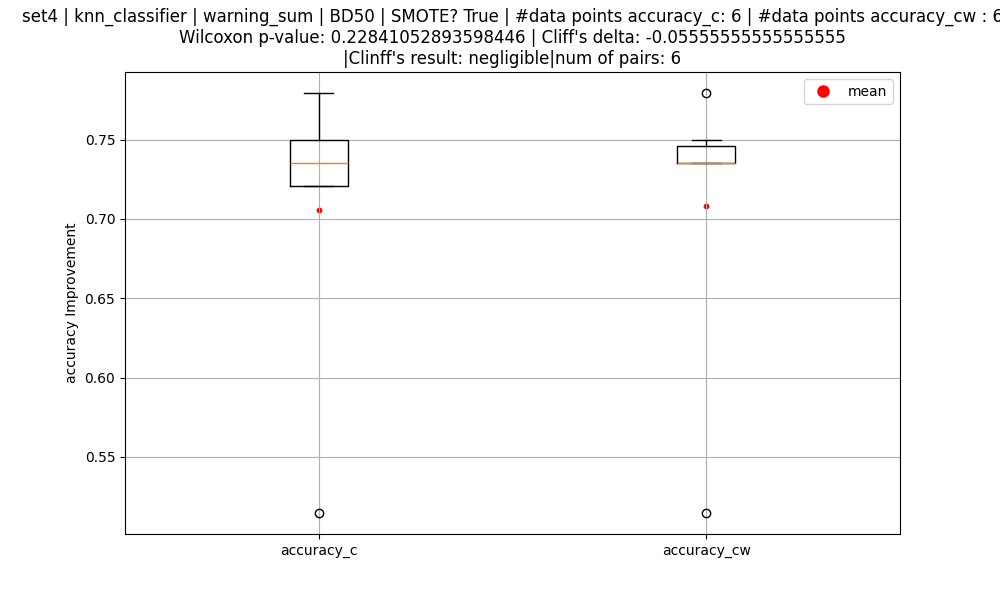 set4 | knn_classifier | warning_sum | BD50 | SMOTE? True | #data points accuracy_c: 6 | #data points accuracy_cw : 6
Wilcoxon p-value: 0.22841052893598446 | Cliff's delta: -0.05555555555555555
|Clinff's result: negligible|num of pairs: 6
mean
0.75
0.70
0.65
0.60
0.55
accuracy Improvement
accuracy_c
accuracy_cw